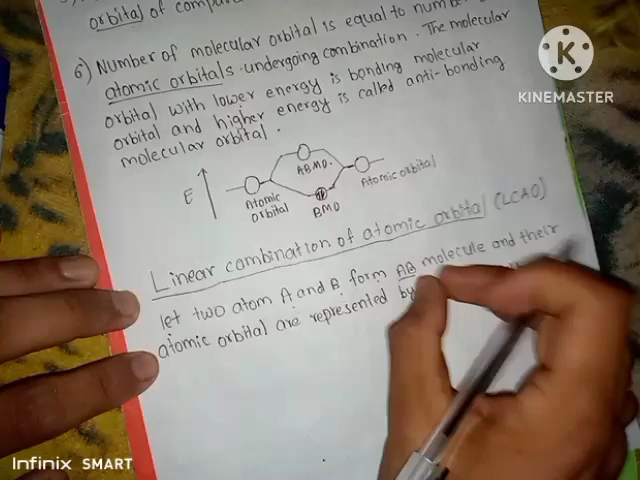 orbital of
6) Number of molecular orbital is equal to number
atomic orbitals undergoing combination. The molecular
orbital with lower energy is bonding molecular
orbital and higher energy is called anti-bonding
molecular orbital.
E
A.B.M.O.
Atomic orbital
Atomic orbital
BMO
Linear combination of atomic orbital (LCAO)
let two atom A and B form AB molecule and their
atomic orbital are represented by
K
KINEMASTER
Infinix SMART